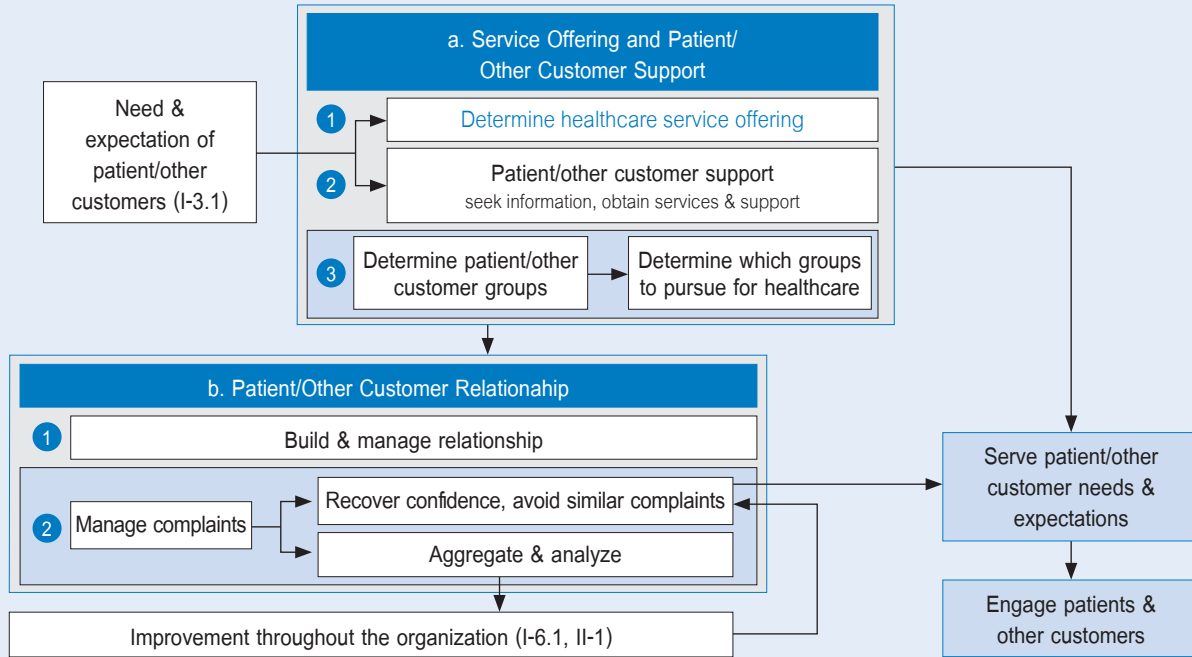 a. Service Offering and Patient/
Other Customer Support
Need &
expectation of
patient/other
customers (I-3.1)
1
Determine healthcare service offering
2
Patient/other customer support
seek information, obtain services & support
3
Determine patient/other
customer groups
Determine which groups
to pursue for healthcare
b. Patient/Other Customer Relationahip
1
Build & manage relationship
2
Manage complaints
Recover confidence, avoid similar complaints
Aggregate & analyze
Improvement throughout the organization (I-6.1, II-1)
Serve patient/other
customer needs &
expectations
Engage patients &
other customers